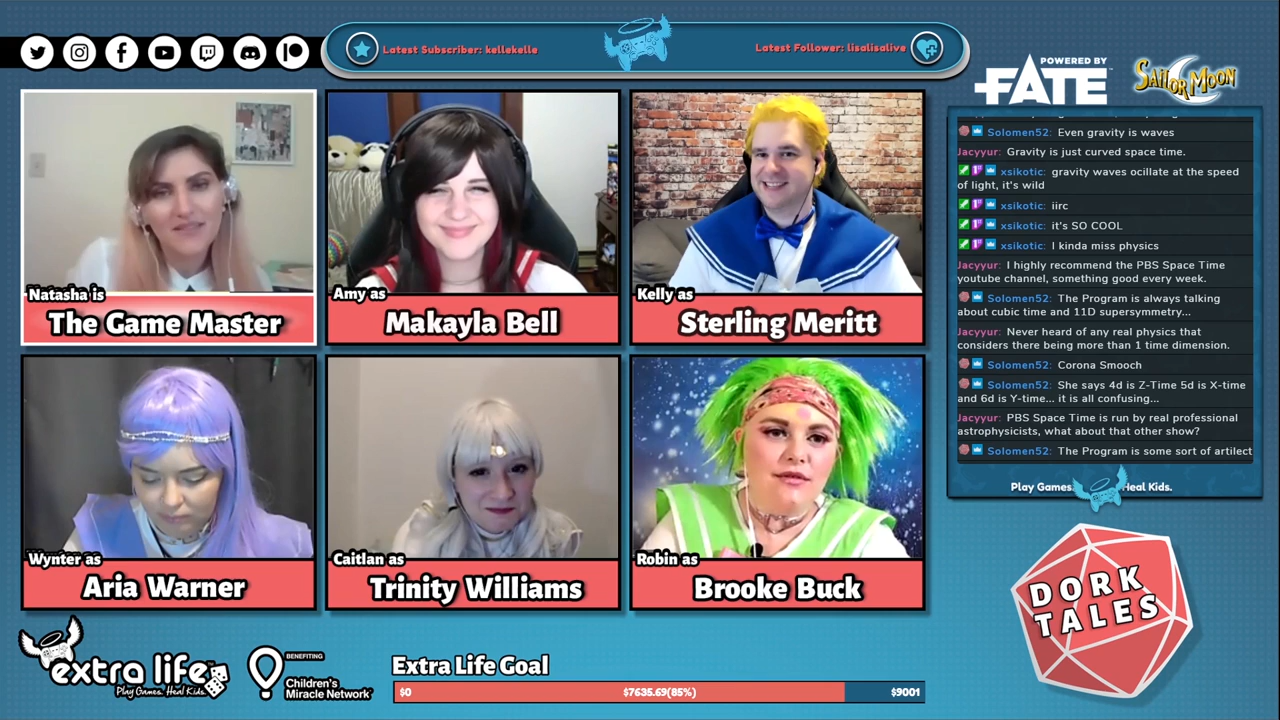 Latest Subscriber: kellekelle
Latest Follower: lisalisalive
POWERED BY
FATE™
SAILOR MOON
Natasha is
The Game Master
Amy as
Makayla Bell
Kelly as
Sterling Meritt
Wynter as
Aria Warner
Caitlan as
Trinity Williams
Robin as
Brooke Buck
Solomen52: Even gravity is waves
Jacyyur: Gravity is just curved space time.
xsikotic: gravity waves ocillate at the speed
of light, it's wild
xsikotic: iirc
xsikotic: it's SO COOL
xsikotic: I kinda miss physics
Jacyyur: I highly recommend the PBS Space Time
youtube channel, something good every week.
Solomen52: The Program is always talking
about cubic time and 11D supersymmetry...
Jacyyur: Never heard of any real physics that
considers there being more than 1 time dimension.
Solomen52: Corona Smooch
Solomen52: She says 4d is Z-Time 5d is X-time
and 6d is Y-time... it is all confusing...
Jacyyur: PBS Space Time is run by real professional
astrophysicists, what about that other show?
Solomen52: The Program is some sort of artilect
Play Games. Heal Kids.
DORK
TALES
extra life
Play Games. Heal Kids.
BENEFITING
Children's
Miracle Network
Extra Life Goal
$0
$7635.69(85%)
$9001